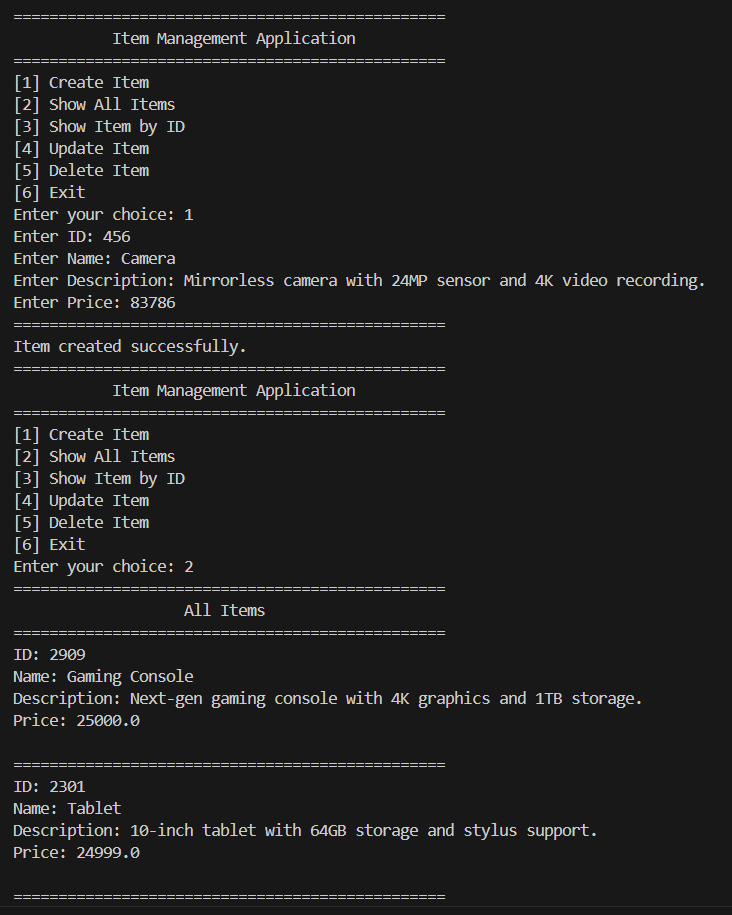 ================================================
Item Management Application
================================================
[1] Create Item
[2] Show All Items
[3] Show Item by ID
[4] Update Item
[5] Delete Item
[6] Exit
Enter your choice: 1
Enter ID: 456
Enter Name: Camera
Enter Description: Mirrorless camera with 24MP sensor and 4K video recording.
Enter Price: 83786
================================================
Item created successfully.
================================================
Item Management Application
================================================
[1] Create Item
[2] Show All Items
[3] Show Item by ID
[4] Update Item
[5] Delete Item
[6] Exit
Enter your choice: 2
================================================
All Items
================================================
ID: 2909
Name: Gaming Console
Description: Next-gen gaming console with 4K graphics and 1TB storage.
Price: 25000.0
================================================
ID: 2301
Name: Tablet
Description: 10-inch tablet with 64GB storage and stylus support.
Price: 24999.0
================================================